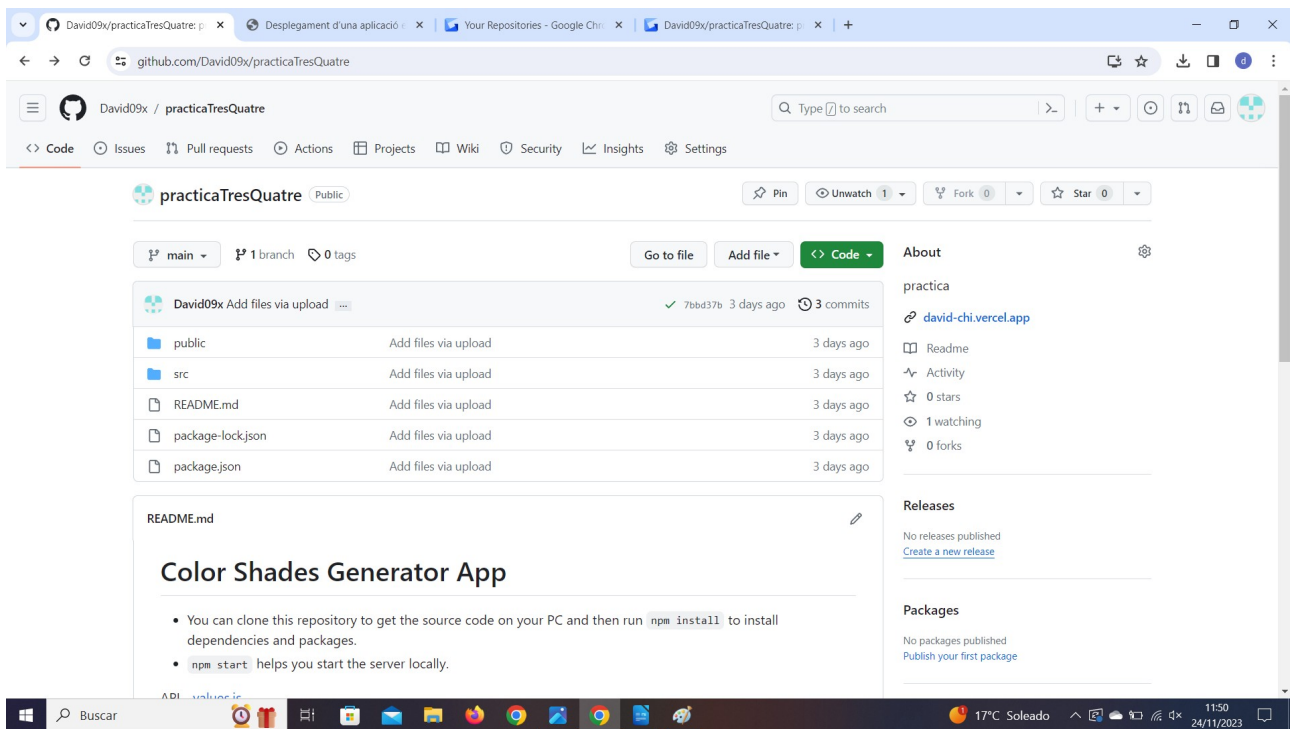 David09x/practicaTresQuatre: p
Desplegament d'una aplicació e
Your Repositories - Google Chr
David09x/practicaTresQuatre: p
github.com/David09x/practicaTresQuatre
d
David09x / practicaTresQuatre
Type / to search
<> Code Issues Pull requests Actions Projects Wiki Security Insights Settings
practicaTresQuatre Public
Pin Unwatch 1 Fork 0 Star 0
main 1 branch 0 tags
Go to file Add file <> Code
About
practica
david-chi.vercel.app
Readme
Activity
0 stars
1 watching
0 forks
David09x Add files via upload ... 7bbd37b 3 days ago 3 commits
public Add files via upload 3 days ago
src Add files via upload 3 days ago
README.md Add files via upload 3 days ago
package-lock.json Add files via upload 3 days ago
package.json Add files via upload 3 days ago
README.md
Color Shades Generator App
• You can clone this repository to get the source code on your PC and then run npm install to install
dependencies and packages.
• npm start helps you start the server locally.
API values.js
Releases
No releases published
Create a new release
Packages
No packages published
Publish your first package
Buscar
17°C Soleado
11:50
24/11/2023